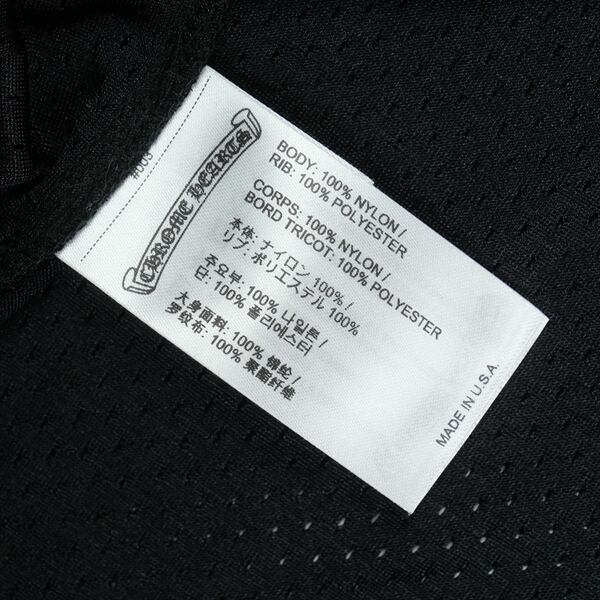 #003
CHROME HEARTS
BODY: 100% NYLON /
RIB: 100% POLYESTER
CORPS: 100% NYLON /
BORD TRICOT: 100% POLYESTER
本体: ナイロン 100% /
リブ: ポリエステル 100%
주요부: 100% 나일론 /
단: 100% 폴리에스터
大身面料: 100% 锦纶 /
罗纹布: 100% 聚酯纤维
MADE IN U.S.A.